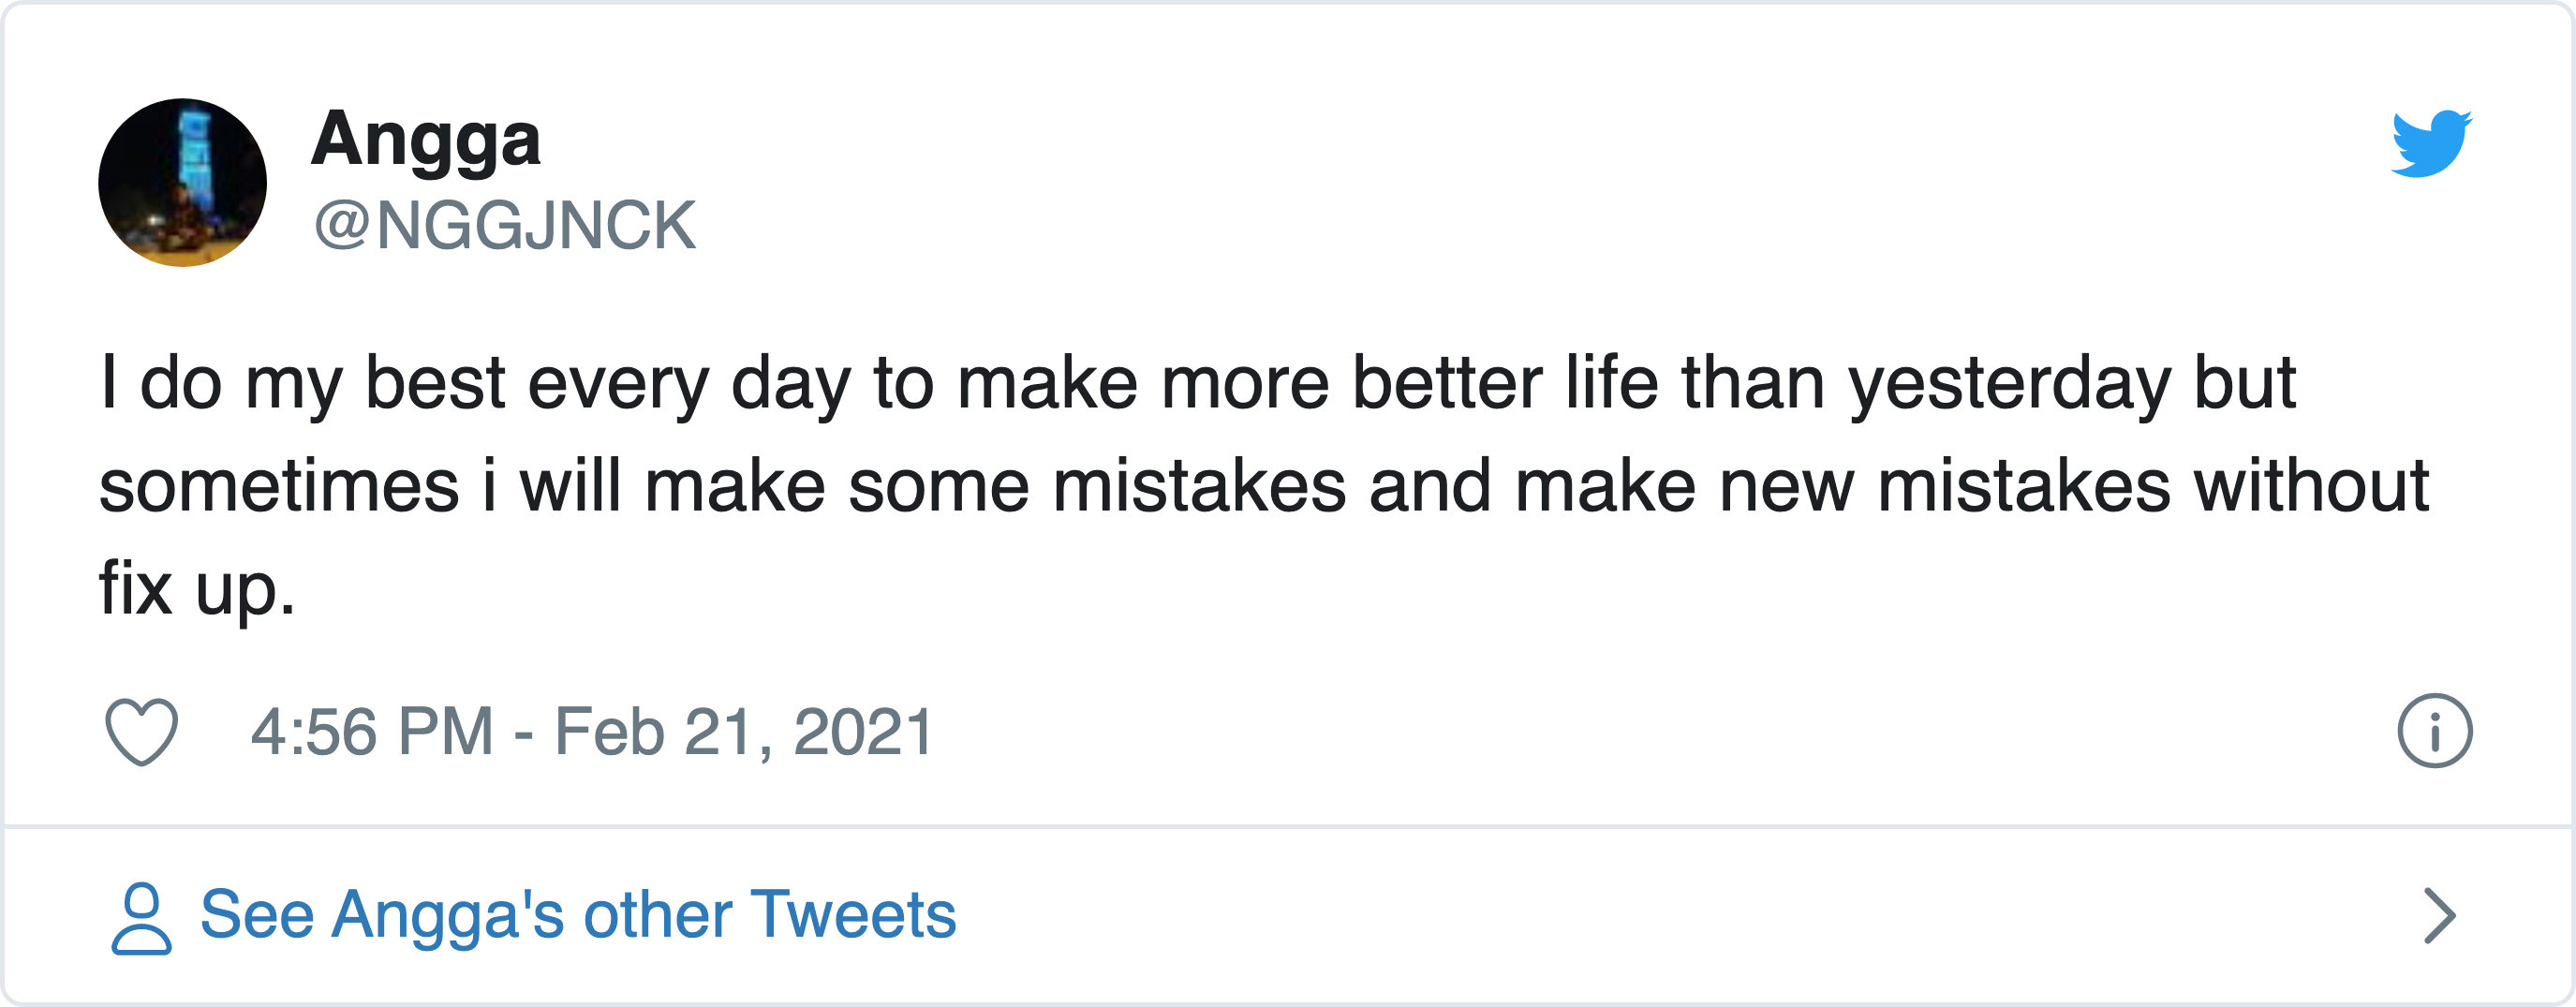 Angga
@NGGJNCK
I do my best every day to make more better life than yesterday but
sometimes i will make some mistakes and make new mistakes without
fix up.
4:56 PM - Feb 21, 2021
See Angga's other Tweets